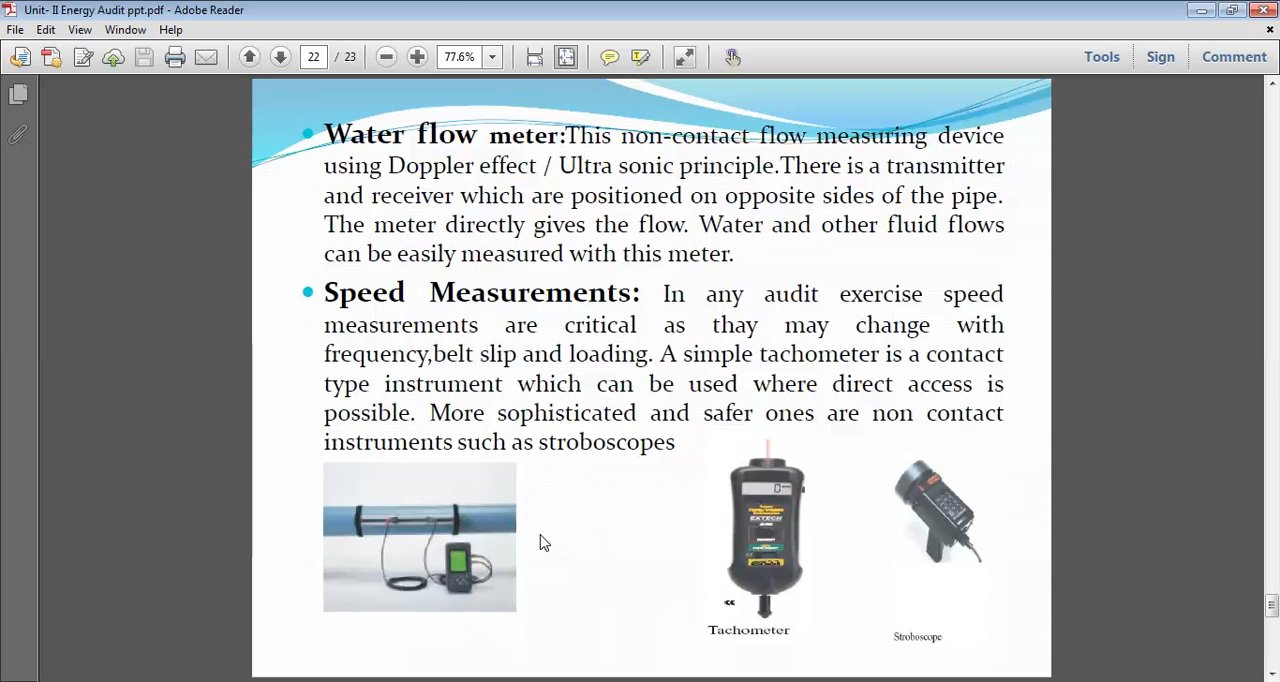 Unit- II Energy Audit ppt.pdf - Adobe Reader
File Edit View Window Help
22 / 23 77.6% Tools Sign Comment
Water flow meter:This non-contact flow measuring device
using Doppler effect / Ultra sonic principle.There is a transmitter
and receiver which are positioned on opposite sides of the pipe.
The meter directly gives the flow. Water and other fluid flows
can be easily measured with this meter.
Speed Measurements: In any audit exercise speed
measurements are critical as thay may change with
frequency,belt slip and loading. A simple tachometer is a contact
type instrument which can be used where direct access is
possible. More sophisticated and safer ones are non contact
instruments such as stroboscopes
0
EXTECH
Tachometer
Stroboscope